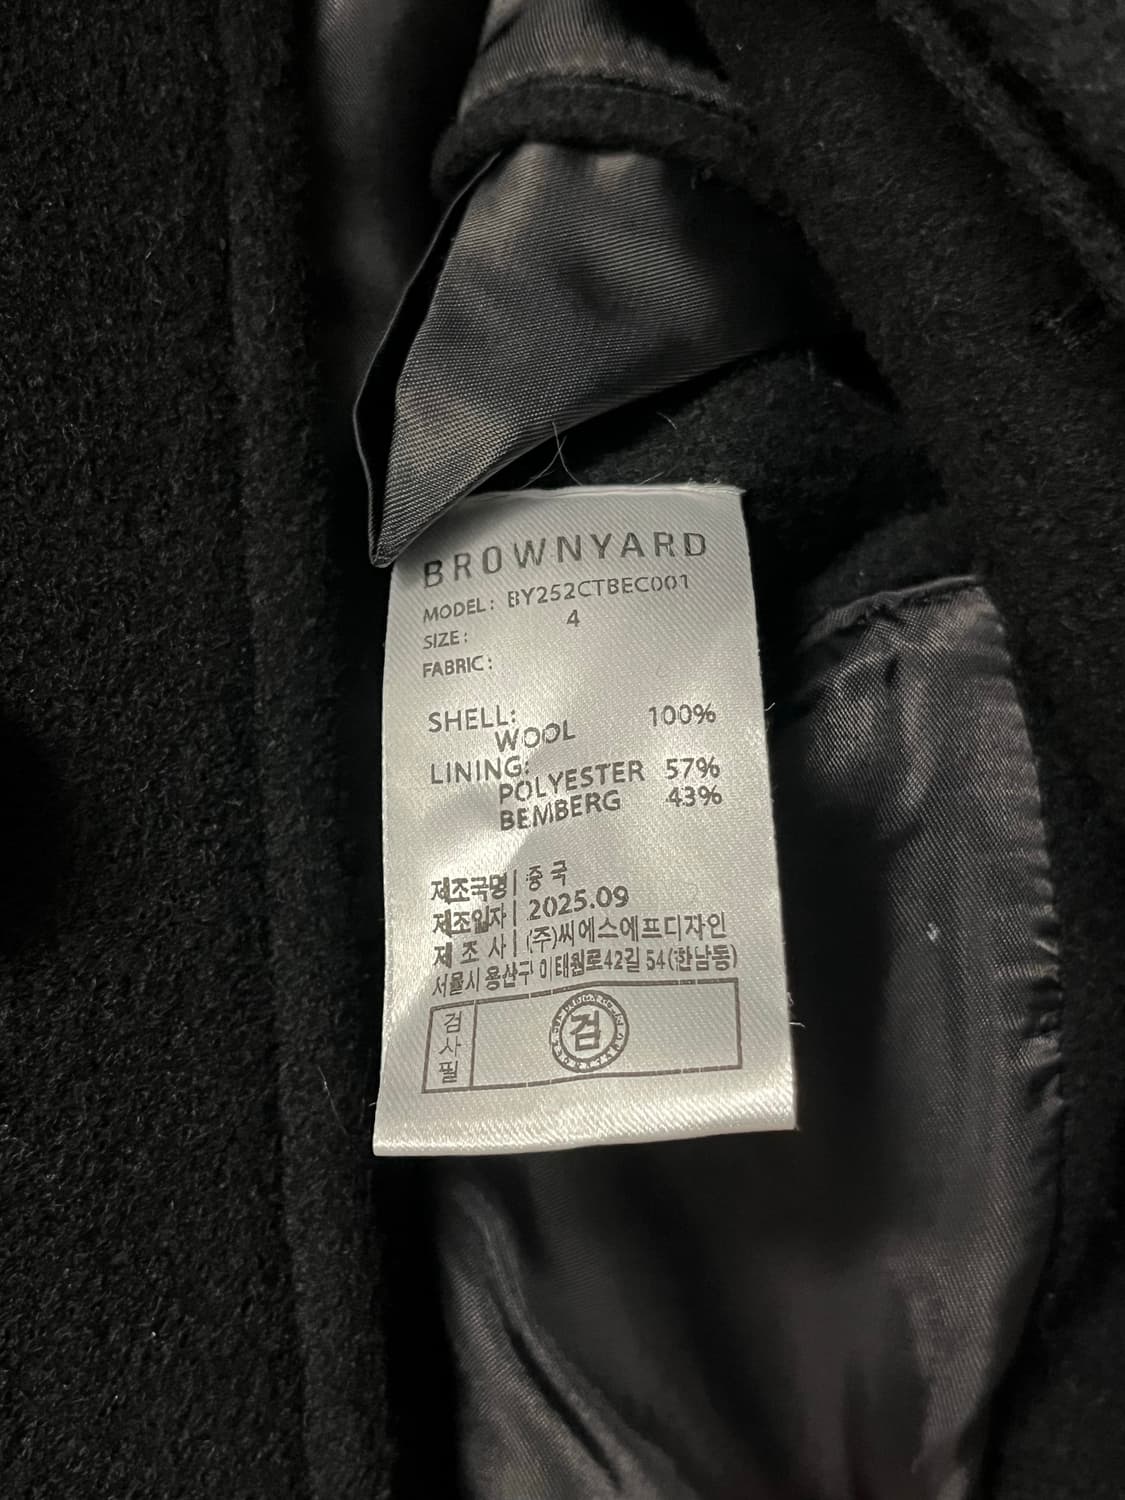 BROWNYARD
MODEL: BY252CTBEC001
SIZE: 4
FABRIC:
SHELL: 100%
WOOL
LINING:
POLYESTER 57%
BEMBERG 43%
제조국명 | 중국
제조일자 | 2025.09
제 조 사 | (주)씨에스에프디자인
서울시 용산구 이태원로42길 54(한남동)
검사필
검